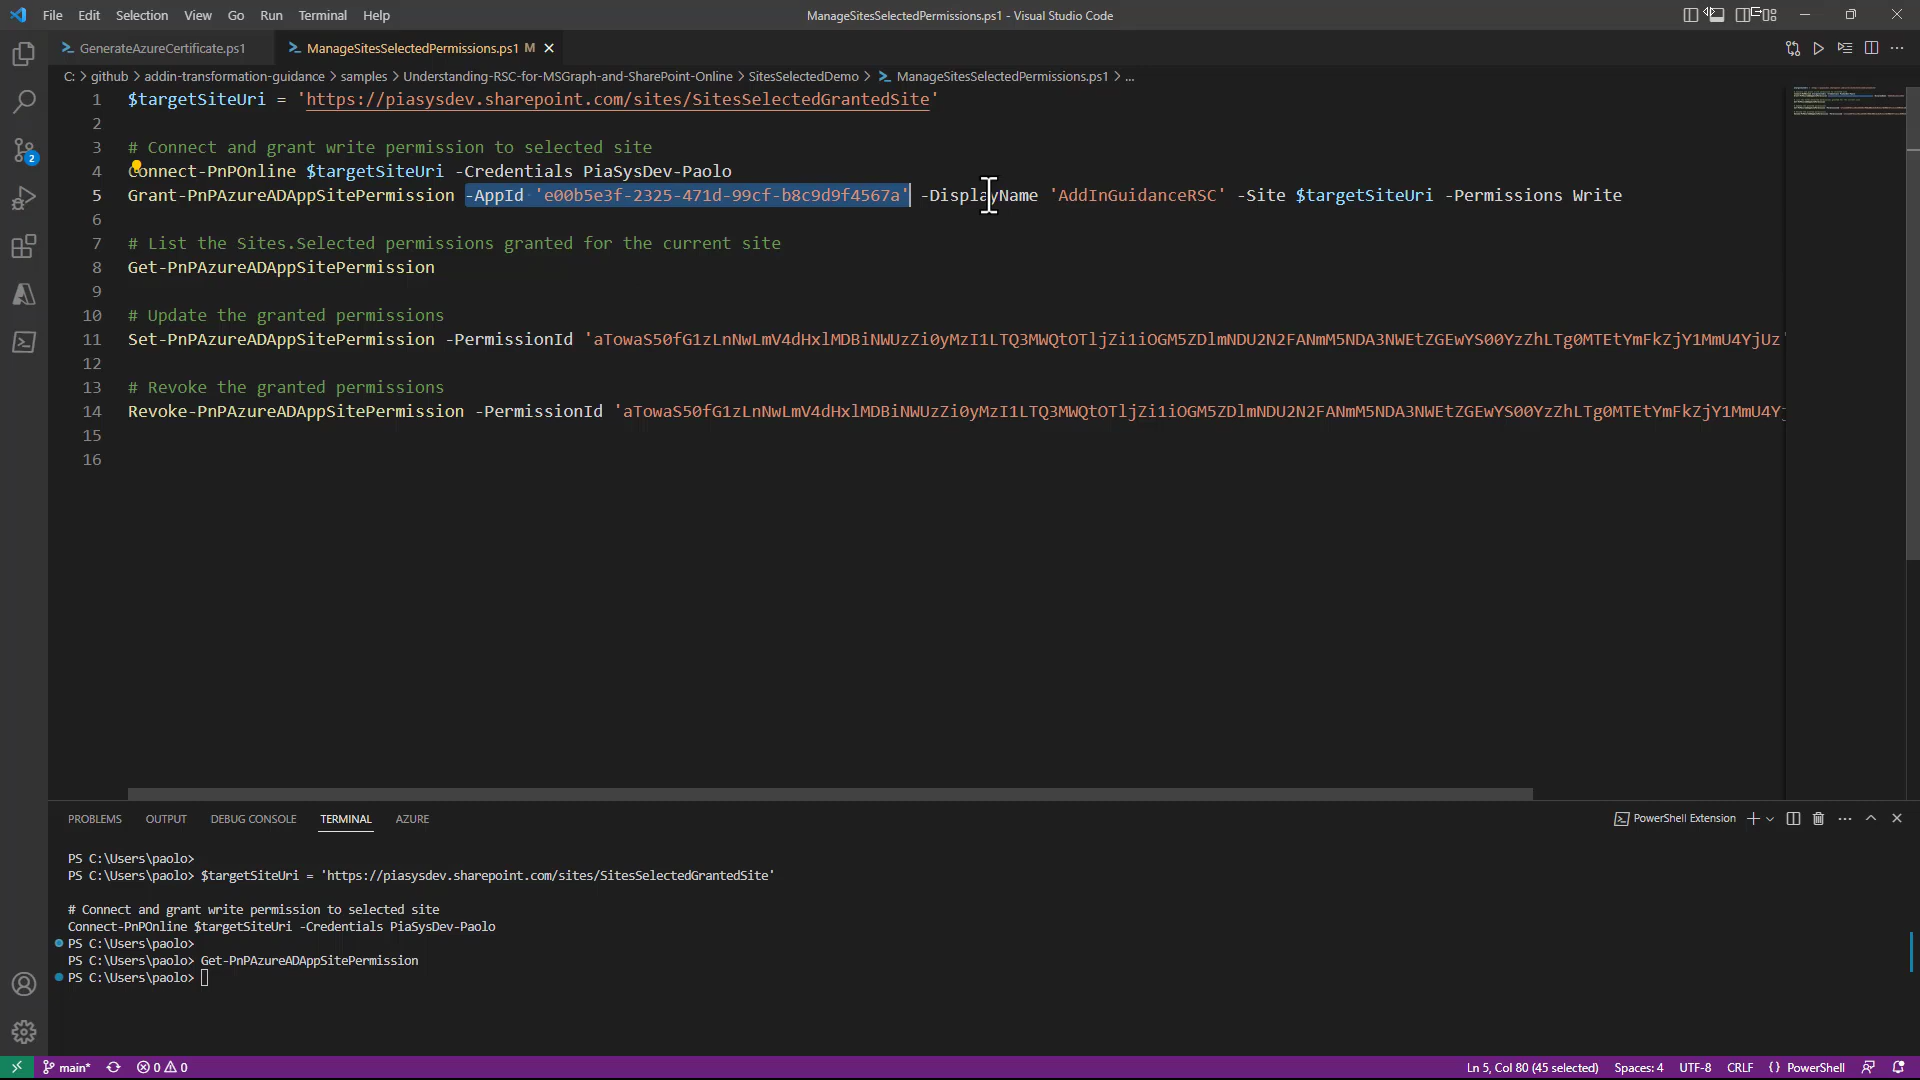 File Edit Selection View Go Run Terminal Help
ManageSitesSelectedPermissions.ps1 - Visual Studio Code
GenerateAzureCertificate.ps1
ManageSitesSelectedPermissions.ps1 M
C: > github > addin-transformation-guidance > samples > Understanding-RSC-for-MSGraph-and-SharePoint-Online > SitesSelectedDemo > ManageSitesSelectedPermissions.ps1 > ...
1 $targetSiteUri = 'https://piasysdev.sharepoint.com/sites/SitesSelectedGrantedSite'
2
3 # Connect and grant write permission to selected site
4 Connect-PnPOnline $targetSiteUri -Credentials PiaSysDev-Paolo
5 Grant-PnPAzureADAppSitePermission -AppId 'e00b5e3f-2325-471d-99cf-b8c9d9f4567a' -DisplayName 'AddInGuidanceRSC' -Site $targetSiteUri -Permissions Write
6
7 # List the Sites.Selected permissions granted for the current site
8 Get-PnPAzureADAppSitePermission
9
10 # Update the granted permissions
11 Set-PnPAzureADAppSitePermission -PermissionId 'aTowaS50fG1zLnNwLmV4dHxlMDBiNWUzZi0yMzI1LTQ3MWQtOTljZi1iOGM5ZDlmNDU2N2FANmM5NDA3NWEtZGEwYS00YzZhLTg0MTEtYmFkZjY1MmU4YjUz'
12
13 # Revoke the granted permissions
14 Revoke-PnPAzureADAppSitePermission -PermissionId 'aTowaS50fG1zLnNwLmV4dHxlMDBiNWUzZi0yMzI1LTQ3MWQtOTljZi1iOGM5ZDlmNDU2N2FANmM5NDA3NWEtZGEwYS00YzZhLTg0MTEtYmFkZjY1MmU4Yj
15
16
PROBLEMS OUTPUT DEBUG CONSOLE TERMINAL AZURE
PowerShell Extension
PS C:\Users\paolo>
PS C:\Users\paolo> $targetSiteUri = 'https://piasysdev.sharepoint.com/sites/SitesSelectedGrantedSite'
# Connect and grant write permission to selected site
Connect-PnPOnline $targetSiteUri -Credentials PiaSysDev-Paolo
PS C:\Users\paolo>
PS C:\Users\paolo> Get-PnPAzureADAppSitePermission
PS C:\Users\paolo>
2
main* 0 0
Ln 5, Col 80 (45 selected) Spaces: 4 UTF-8 CRLF PowerShell